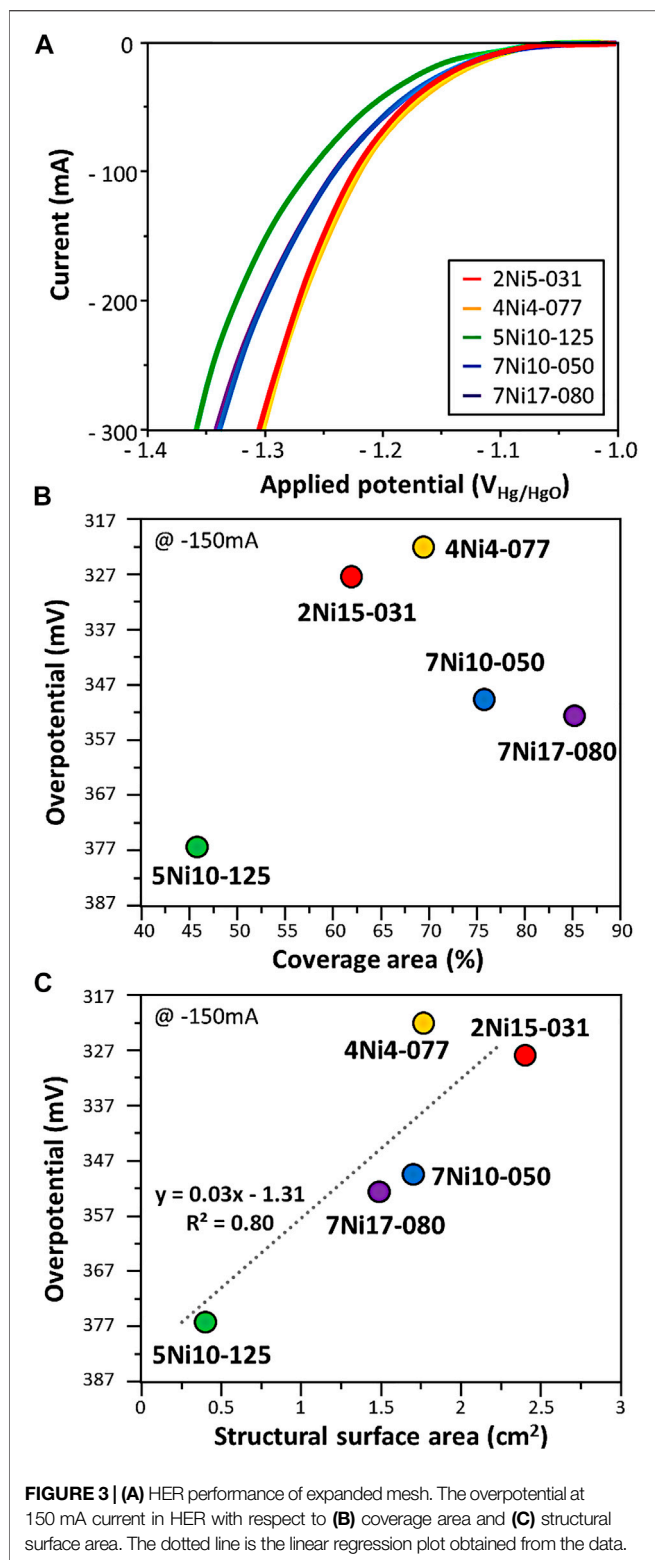 A
0
- 100
- 200
- 300
Current (mA)
2Ni5-031
4Ni4-077
5Ni10-125
7Ni10-050
7Ni17-080
- 1.4
- 1.3
- 1.2
- 1.1
- 1.0
Applied potential (VHg/HgO)
B
@ -150mA
317
327
337
347
357
367
377
387
Overpotential (mV)
4Ni4-077
2Ni15-031
7Ni10-050
7Ni17-080
5Ni10-125
40 45 50 55 60 65 70 75 80 85 90
Coverage area (%)
C
@ -150mA
317
327
337
347
357
367
377
387
Overpotential (mV)
2Ni15-031
4Ni4-077
7Ni10-050
y = 0.03x - 1.31
R² = 0.80
7Ni17-080
5Ni10-125
0 0.5 1 1.5 2 2.5 3
Structural surface area (cm²)
FIGURE 3 | (A) HER performance of expanded mesh. The overpotential at
150 mA current in HER with respect to (B) coverage area and (C) structural
surface area. The dotted line is the linear regression plot obtained from the data.